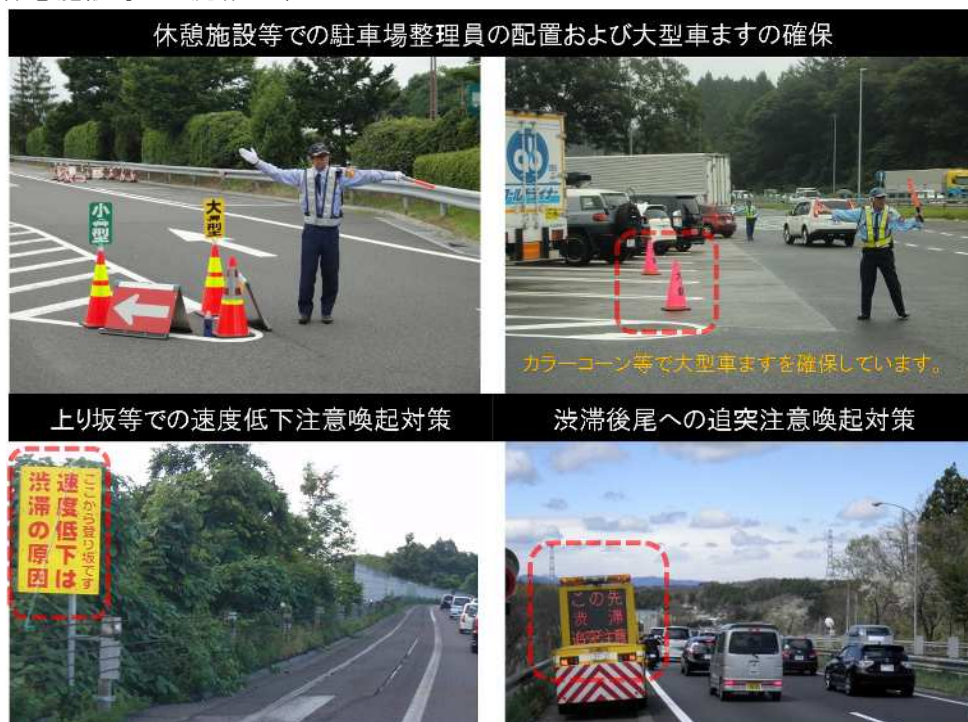 休憩施設等での駐車場整理員の配置および大型車ますの確保
小型
大型
カラーコーン等で大型車ますを確保しています。
上り坂等での速度低下注意喚起対策
渋滞後尾への追突注意喚起対策
ここから登り坂です
速度低下は
渋滞の原因
この先
渋滞
追突注意